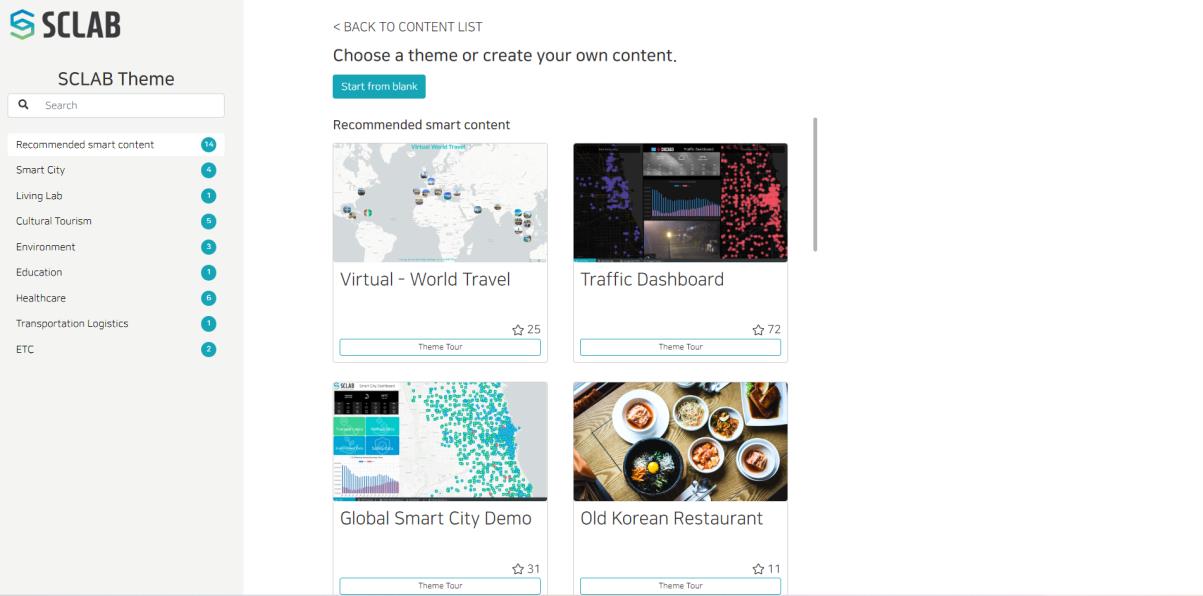 SCLAB
SCLAB Theme
Search
Recommended smart content 14
Smart City 4
Living Lab 1
Cultural Tourism 5
Environment 3
Education 1
Healthcare 6
Transportation Logistics 1
ETC 2
< BACK TO CONTENT LIST
Choose a theme or create your own content.
Start from blank
Recommended smart content
Virtual World Travel
CHICAGO Traffic Dashboard
Virtual - World Travel
Traffic Dashboard
25
72
Theme Tour
Theme Tour
SCLAB Smart City Dashboard
Global Smart City Demo
Old Korean Restaurant
31
11
Theme Tour
Theme Tour